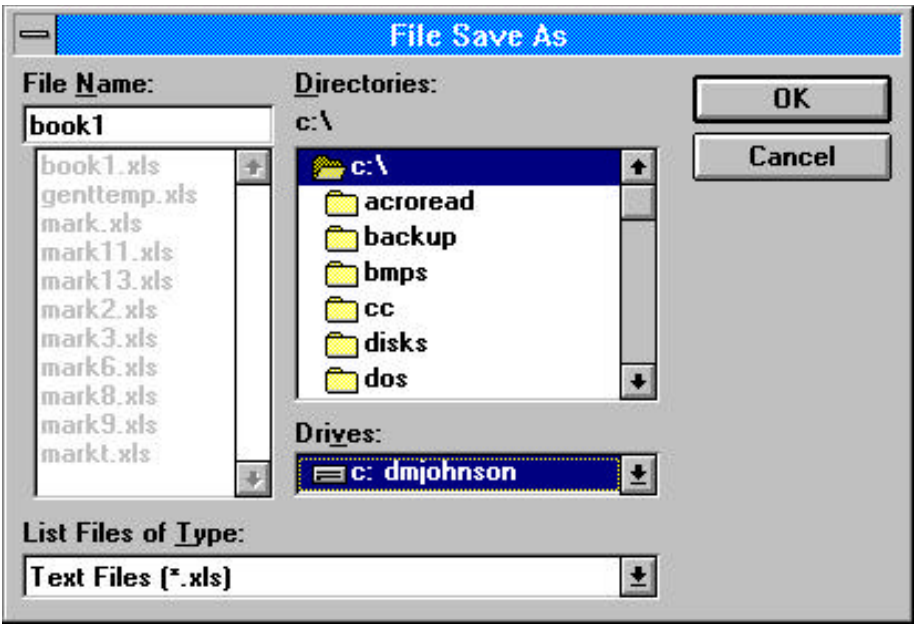 File Save As
File Name:
book1
book1.xls
genttemp.xls
mark.xls
mark11.xls
mark13.xls
mark2.xls
mark3.xls
mark6.xls
mark8.xls
mark9.xls
markt.xls
List Files of Type:
Text Files (*.xls)
Directories:
c:\
c:\
acroread
backup
bmps
cc
disks
dos
Drives:
c: dmjohnson
OK
Cancel